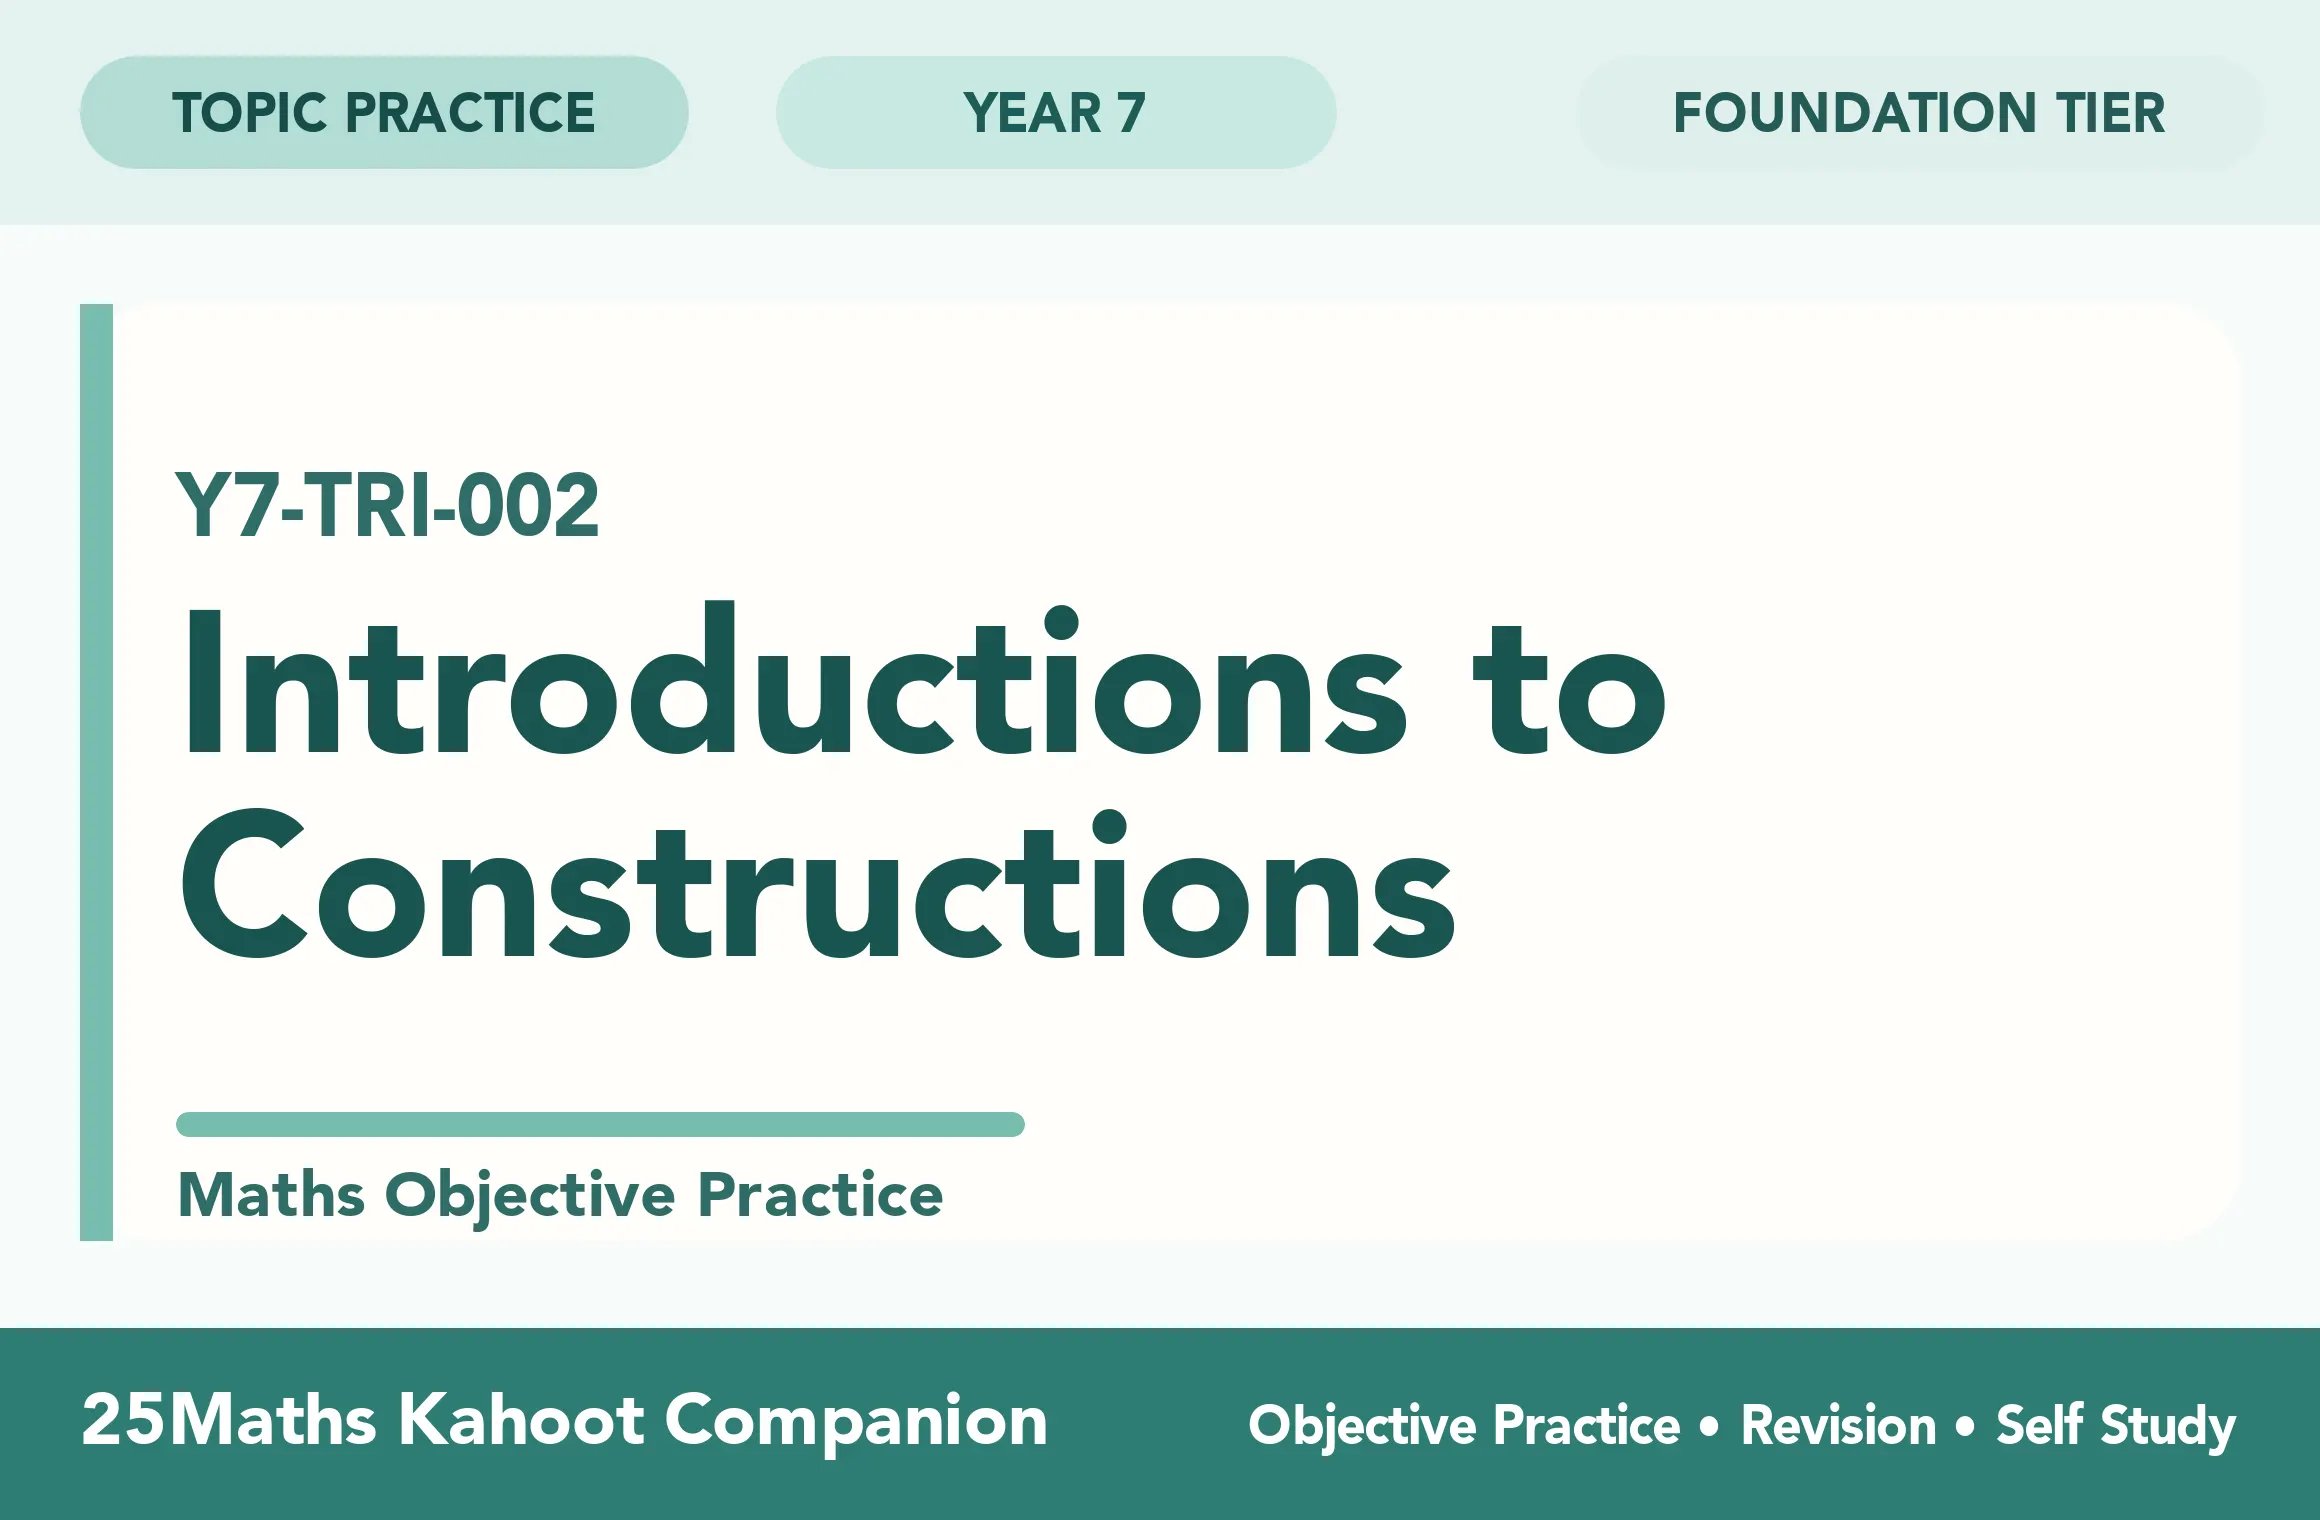 TOPIC PRACTICE
YEAR 7
FOUNDATION TIER
Y7-TRI-002
Introductions to
Constructions
Maths Objective Practice
25Maths Kahoot Companion
Objective Practice • Revision • Self Study